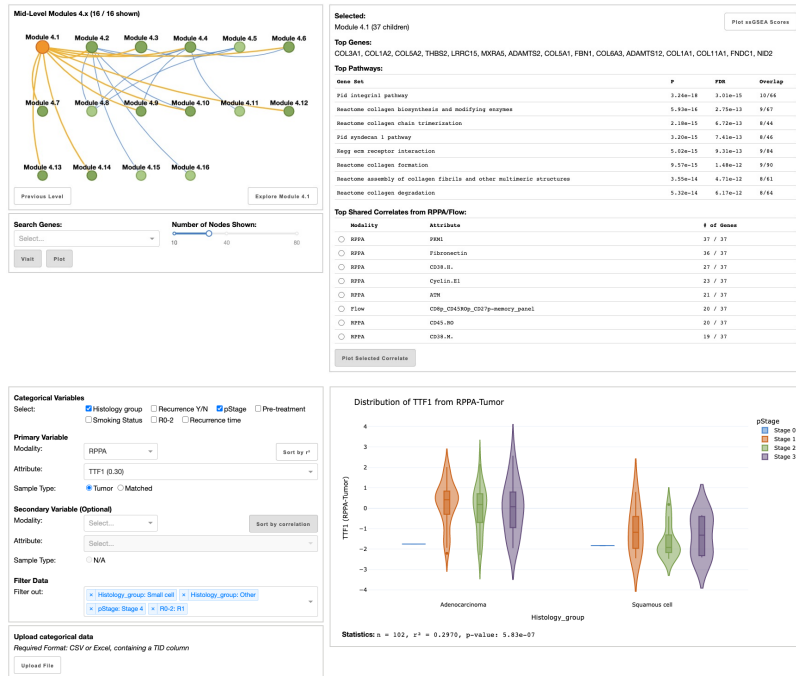 Mid-Level Modules 4.x (16 / 16 shown)
Module 4.1 Module 4.2 Module 4.3 Module 4.4 Module 4.5 Module 4.6
Module 4.7 Module 4.8 Module 4.9 Module 4.10 Module 4.11 Module 4.12
Module 4.13 Module 4.14 Module 4.15 Module 4.16
Previous Level Explore Module 4.1
Search Genes: Number of Nodes Shown:
Select...
10 40 80
Visit Plot
Selected:
Module 4.1 (37 children)
Plot ssGSEA Scores
Top Genes:
COL3A1, COL1A2, COL5A2, THBS2, LRRC15, MXRA5, ADAMTS2, COL5A1, FBN1, COL6A3, ADAMTS12, COL1A1, COL11A1, FNDC1, NID2
Top Pathways:
Gene Set P FDR Overlap
Pid integrin1 pathway 3.24e-18 3.01e-15 10/66
Reactome collagen biosynthesis and modifying enzymes 5.93e-16 2.75e-13 9/67
Reactome collagen chain trimerization 2.18e-15 6.72e-13 8/44
Pid syndecan 1 pathway 3.20e-15 7.41e-13 8/46
Kegg ecm receptor interaction 5.02e-15 9.31e-13 9/84
Reactome collagen formation 9.57e-15 1.48e-12 9/90
Reactome assembly of collagen fibrils and other multimeric structures 3.55e-14 4.71e-12 8/61
Reactome collagen degradation 5.32e-14 6.17e-12 8/64
Top Shared Correlates from RPPA/Flow:
Modality Attribute # of Genes
RPPA PKM1 37 / 37
RPPA Fibronectin 36 / 37
RPPA CD38.H. 27 / 37
RPPA Cyclin.E1 23 / 37
RPPA ATM 21 / 37
Flow CD8p_CD45ROp_CD27p-memory_panel 20 / 37
RPPA CD45.RO 20 / 37
RPPA CD38.M. 19 / 37
Plot Selected Correlate
Categorical Variables
Select: Histology group Recurrence Y/N pStage Pre-treatment
Smoking Status R0-2 Recurrence time
Primary Variable
Modality: RPPA Sort by r²
Attribute: TTF1 (0.30)
Sample Type: Tumor Matched
Secondary Variable (Optional)
Modality: Select... Sort by correlation
Attribute: Select...
Sample Type: N/A
Filter Data
Filter out: × Histology_group: Small cell × Histology_group: Other
× pStage: Stage 4 × R0-2: R1
Upload categorical data
Required Format: CSV or Excel, containing a TID column
Upload File
Distribution of TTF1 from RPPA-Tumor
TTF1 (RPPA-Tumor)
4
3
2
1
0
−1
−2
−3
−4
Adenocarcinoma Squamous cell
Histology_group
pStage
Stage 0
Stage 1
Stage 2
Stage 3
Statistics: n = 102, r² = 0.2970, p-value: 5.83e-07